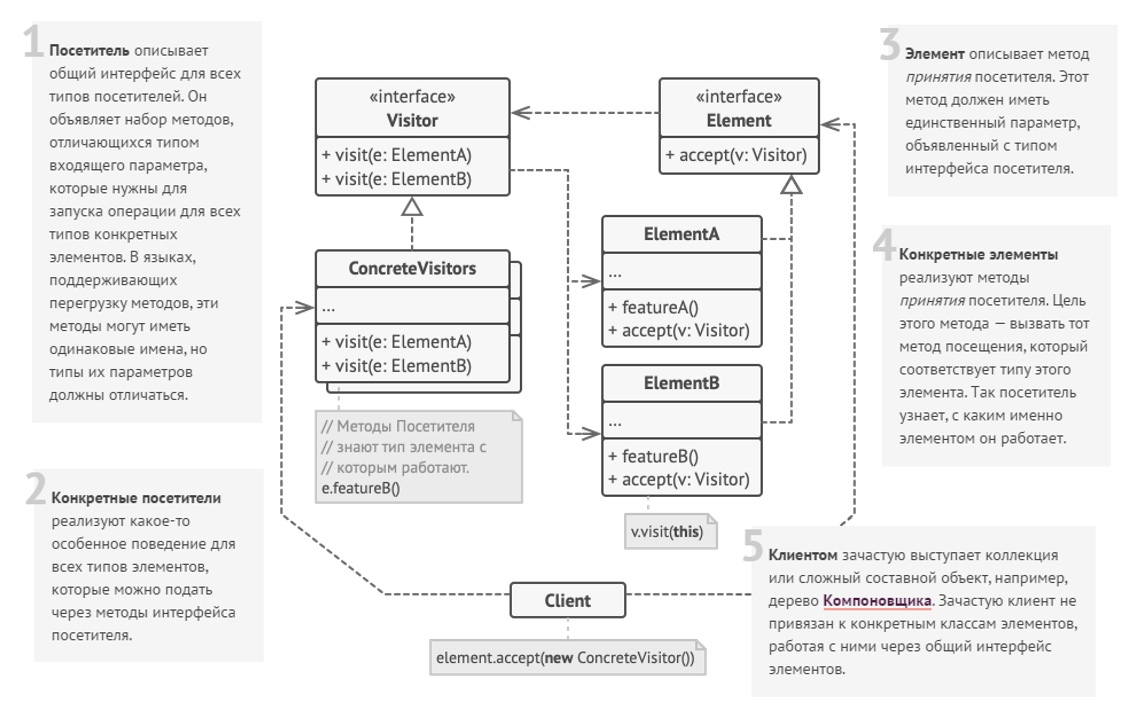 1
Посетитель описывает
общий интерфейс для всех
типов посетителей. Он
объявляет набор методов,
отличающихся типом
входящего параметра,
которые нужны для
запуска операции для всех
типов конкретных
элементов. В языках,
поддерживающих
перегрузку методов, эти
методы могут иметь
одинаковые имена, но
типы их параметров
должны отличаться.
«interface»
Visitor
+ visit(e: ElementA)
+ visit(e: ElementB)
«interface»
Element
+ accept(v: Visitor)
3
Элемент описывает метод
принятия посетителя. Этот
метод должен иметь
единственный параметр,
объявленный с типом
интерфейса посетителя.
ConcreteVisitors
...
+ visit(e: ElementA)
+ visit(e: ElementB)
// Методы Посетителя
// знают тип элемента с
// которым работают.
e.featureB()
ElementA
...
+ featureA()
+ accept(v: Visitor)
ElementB
...
+ featureB()
+ accept(v: Visitor)
v.visit(this)
4
Конкретные элементы
реализуют методы
принятия посетителя. Цель
этого метода — вызвать тот
метод посещения, который
соответствует типу этого
элемента. Так посетитель
узнает, с каким именно
элементом он работает.
2
Конкретные посетители
реализуют какое-то
особенное поведение для
всех типов элементов,
которые можно подать
через методы интерфейса
посетителя.
Client
element.accept(new ConcreteVisitor())
5
Клиентом зачастую выступает коллекция
или сложный составной объект, например,
дерево Компоновщика. Зачастую клиент не
привязан к конкретным классам элементов,
работая с ними через общий интерфейс
элементов.